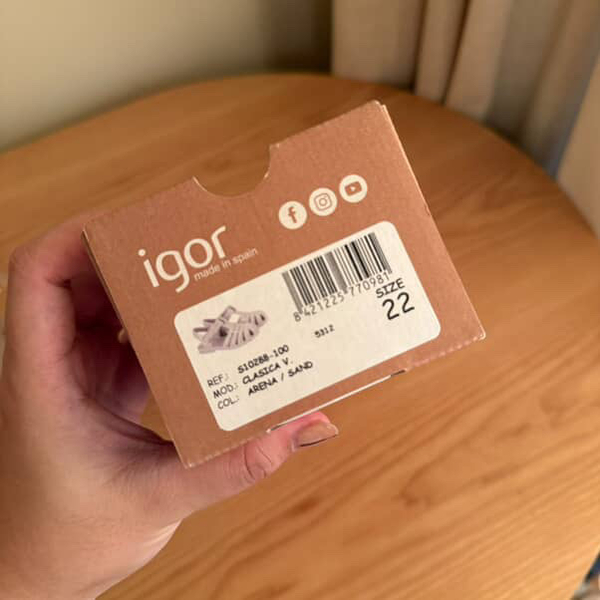 igor
made in spain
8 421225 770981
SIZE
22
5312
REF.: S10288-100
MOD.: CLASICA V.
COL.: ARENA / SAND